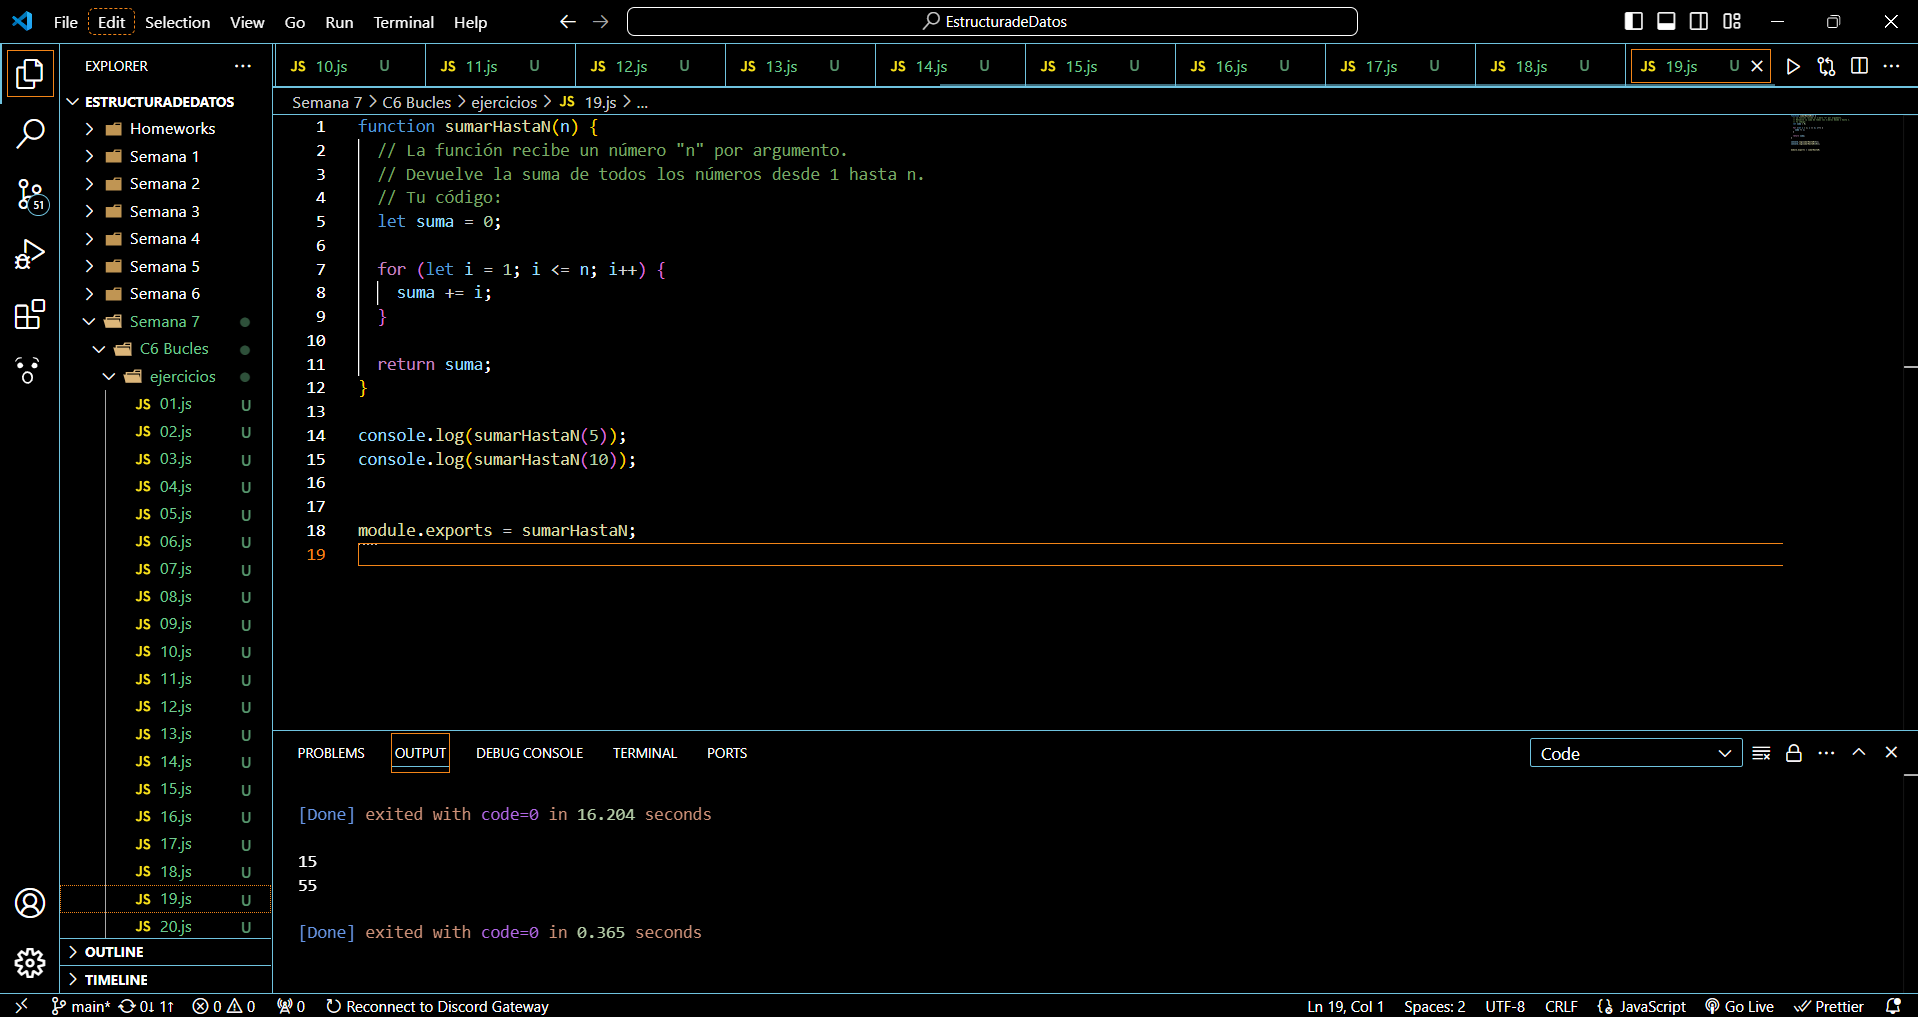 File Edit Selection View Go Run Terminal Help
EstructuradeDatos
EXPLORER
ESTRUCTURADEDATOS
Homeworks
Semana 1
Semana 2
Semana 3
Semana 4
Semana 5
Semana 6
Semana 7
C6 Bucles
ejercicios
JS 01.js U
JS 02.js U
JS 03.js U
JS 04.js U
JS 05.js U
JS 06.js U
JS 07.js U
JS 08.js U
JS 09.js U
JS 10.js U
JS 11.js U
JS 12.js U
JS 13.js U
JS 14.js U
JS 15.js U
JS 16.js U
JS 17.js U
JS 18.js U
JS 19.js U
JS 20.js U
OUTLINE
TIMELINE
51
JS 10.js U JS 11.js U JS 12.js U JS 13.js U JS 14.js U JS 15.js U JS 16.js U JS 17.js U JS 18.js U JS 19.js U
Semana 7 > C6 Bucles > ejercicios > JS 19.js > ...
1 function sumarHastaN(n) {
2 // La función recibe un número "n" por argumento.
3 // Devuelve la suma de todos los números desde 1 hasta n.
4 // Tu código:
5 let suma = 0;
6
7 for (let i = 1; i <= n; i++) {
8 suma += i;
9 }
10
11 return suma;
12 }
13
14 console.log(sumarHastaN(5));
15 console.log(sumarHastaN(10));
16
17
18 module.exports = sumarHastaN;
19
PROBLEMS OUTPUT DEBUG CONSOLE TERMINAL PORTS
Code
[Done] exited with code=0 in 16.204 seconds
15
55
[Done] exited with code=0 in 0.365 seconds
main* 0↓ 1↑ 0 0 0 Reconnect to Discord Gateway
Ln 19, Col 1 Spaces: 2 UTF-8 CRLF {} JavaScript Go Live Prettier